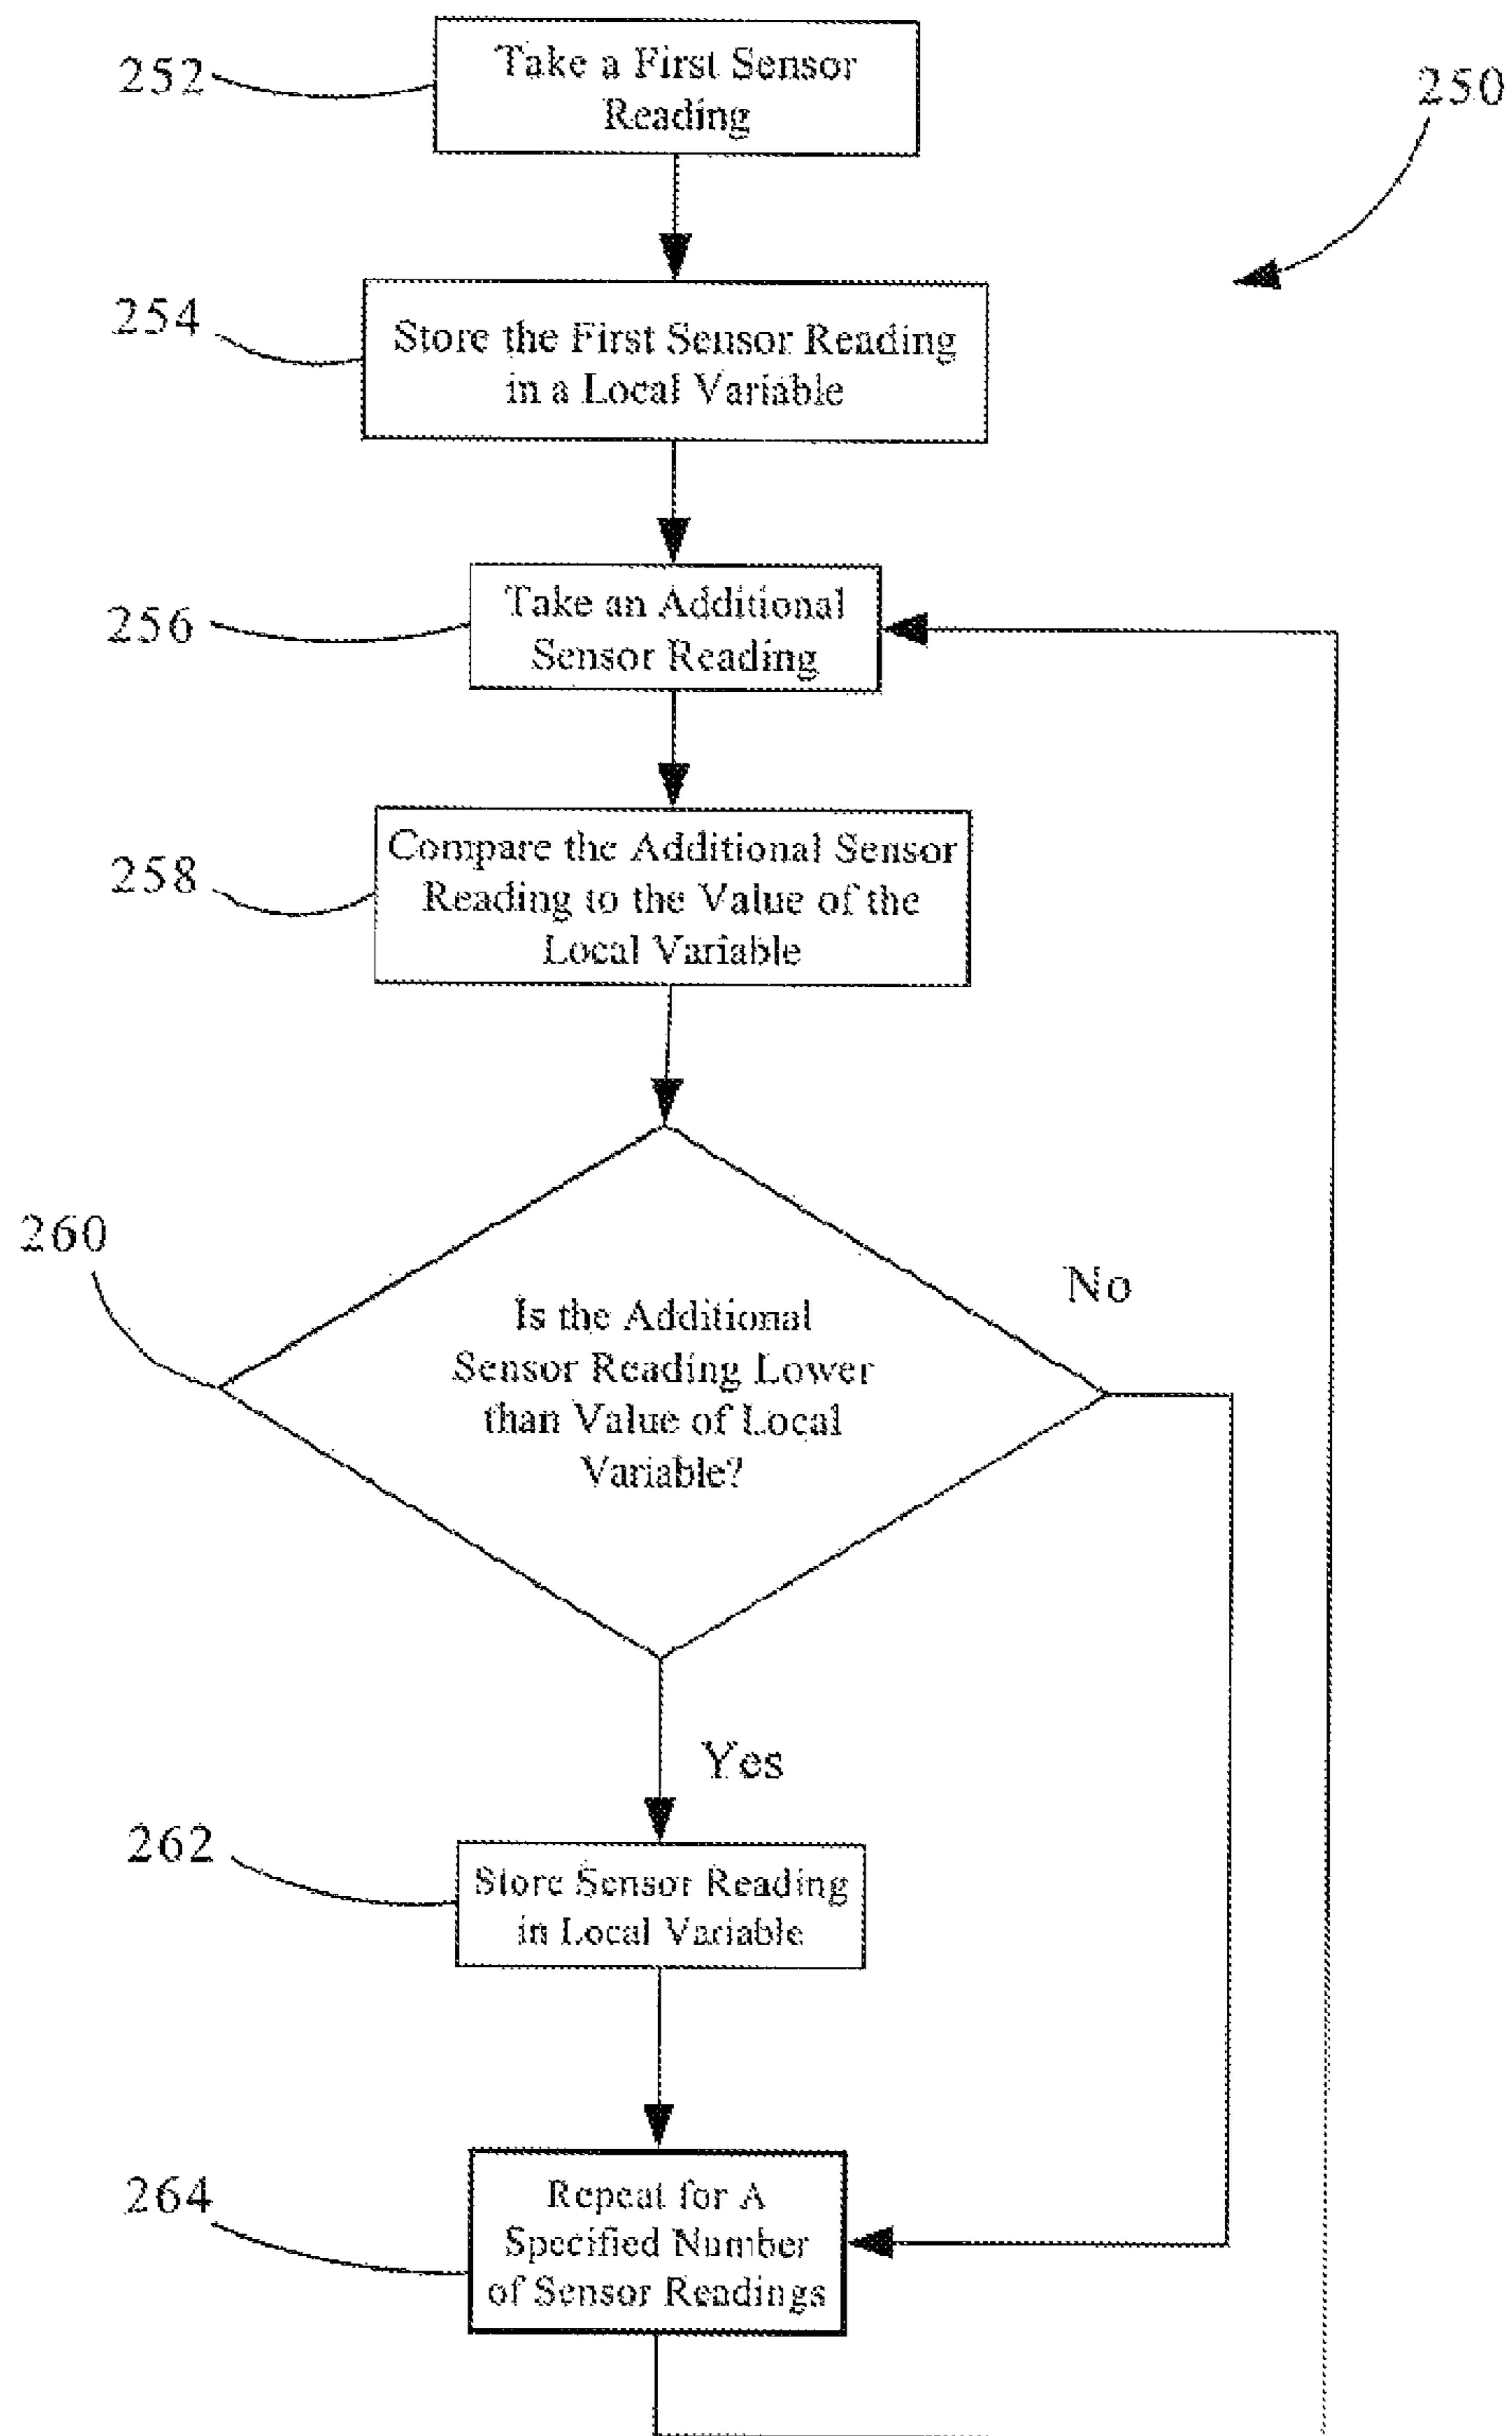 252
Take a First Sensor
Reading
250
254
Store the First Sensor Reading
in a Local Variable
256
Take an Additional
Sensor Reading
258
Compare the Additional Sensor
Reading to the Value of the
Local Variable
260
No
Is the Additional
Sensor Reading Lower
than Value of Local
Variable?
Yes
262
Store Sensor Reading
in Local Variable
264
Repeat for A
Specified Number
of Sensor Readings